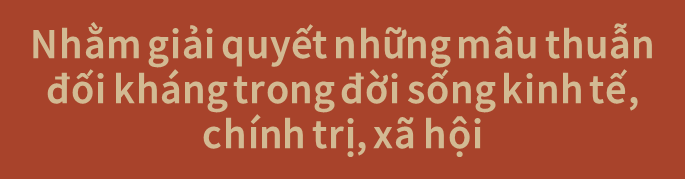 Nhằm giải quyết những mâu thuẫn
đối kháng trong đời sống kinh tế,
chính trị, xã hội